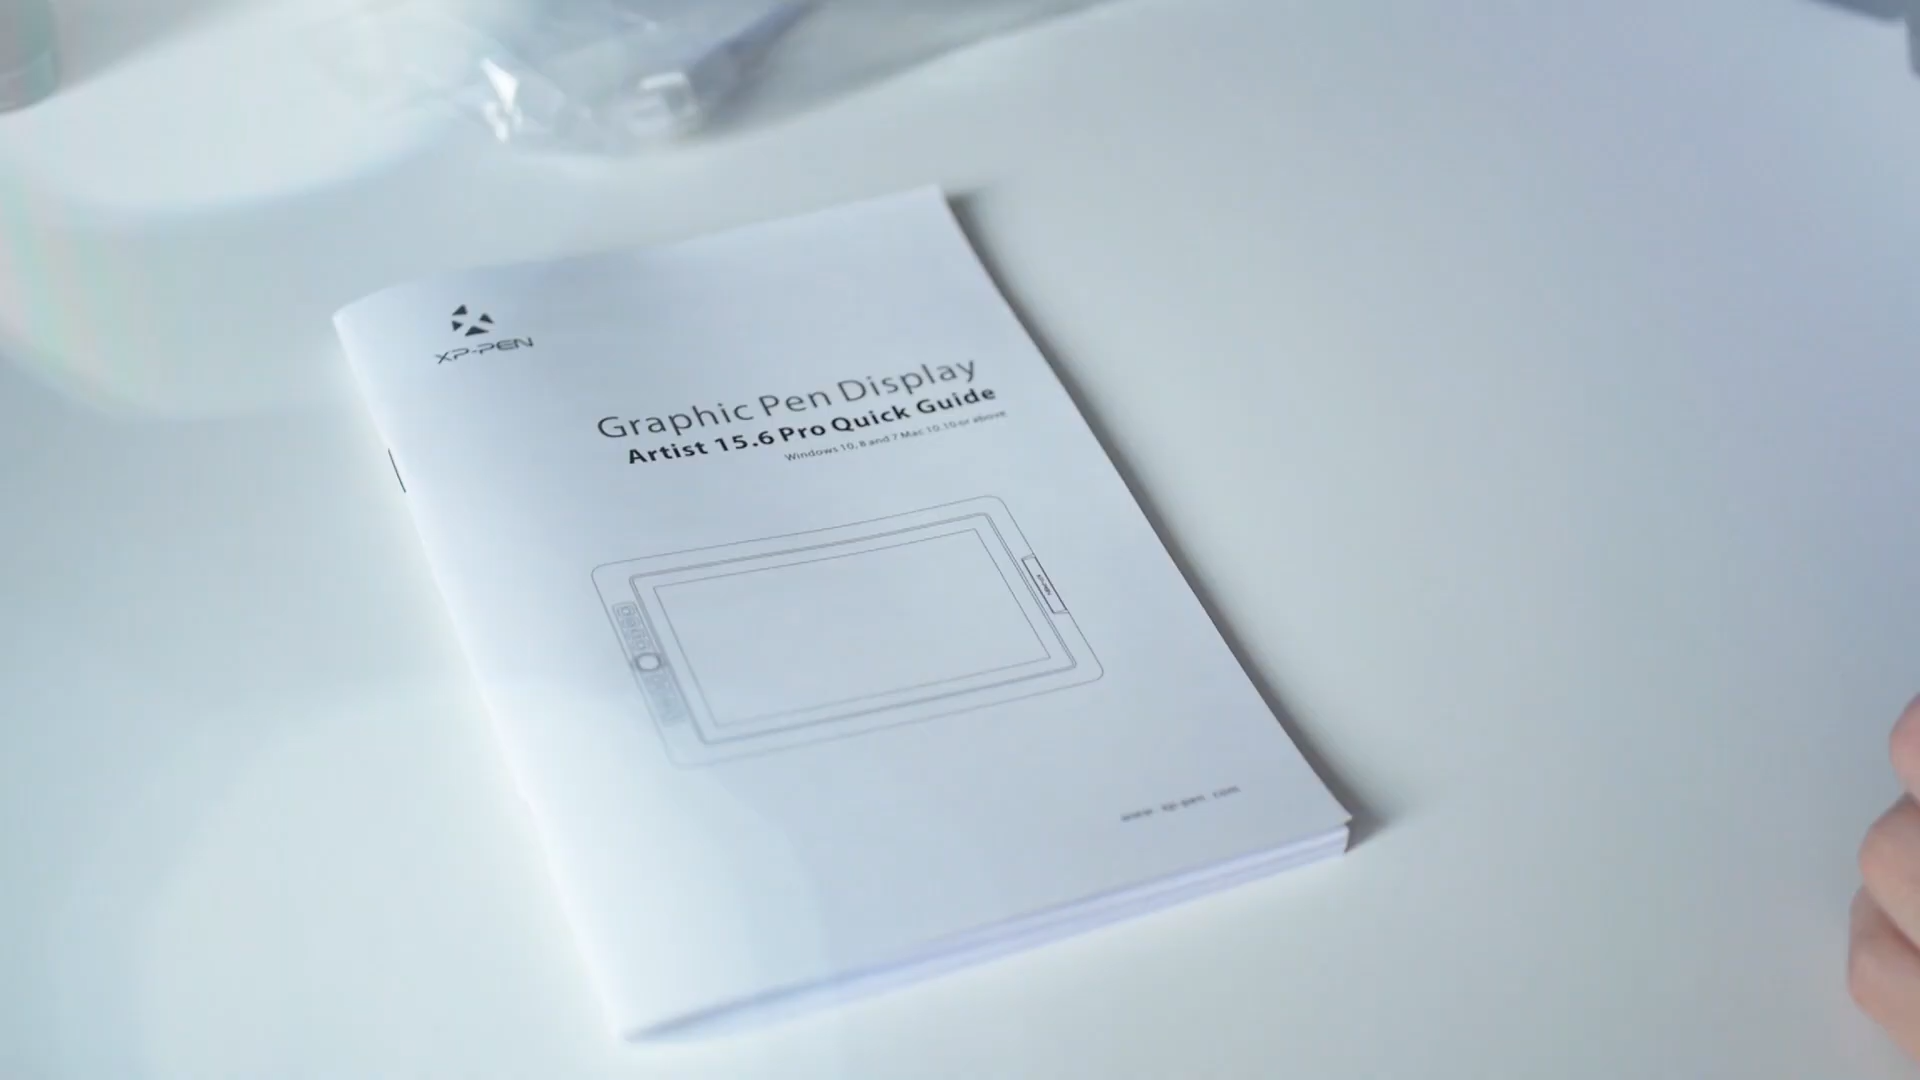 XP-PEN
Graphic Pen Display
Artist 15.6 Pro Quick Guide
Windows 10, 8 and 7 Mac 10.10 or above
www.xp-pen.com